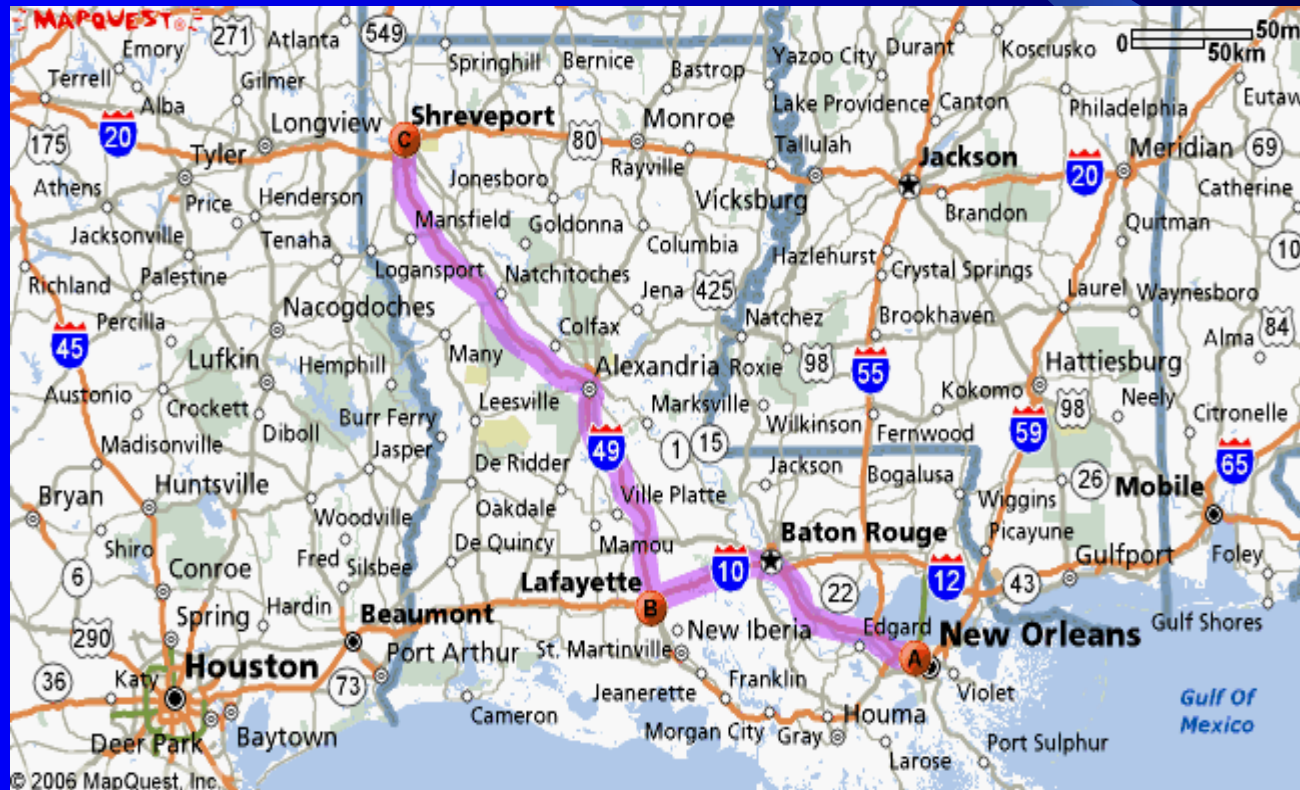 MAPQUEST®
271
Atlanta
549
Emory
Springhill
Bernice
Yazoo City
Durant
Kosciusko
0
50m
50km
Terrell
Gilmer
Bastrop
Alba
Lake Providence
Canton
Philadelphia
Eutaw
20
Longview
C
Shreveport
80
Monroe
175
Tyler
Rayville
Tallulah
Jackson
20
Meridian
69
Athens
Henderson
Jonesboro
Vicksburg
Catherine
Price
Mansfield
Goldonna
Brandon
Quitman
Jacksonville
Tenaha
Columbia
Hazlehurst
10
Palestine
Logansport
Natchitoches
Crystal Springs
Richland
Nacogdoches
Jena
425
Laurel
Waynesboro
Percilla
Colfax
Natchez
Brookhaven
Alma
84
45
Lufkin
Hemphill
Many
Alexandria
Roxie
98
55
Hattiesburg
Austonio
Kokomo
Crockett
Burr Ferry
Leesville
Marksville
98
Neely
Citronelle
Madisonville
Diboll
Jasper
49
1
15
Wilkinson
Fernwood
59
De Ridder
Jackson
Bogalusa
26
65
Bryan
Huntsville
Oakdale
Ville Platte
Wiggins
Mobile
Woodville
Baton Rouge
Picayune
Shiro
Fred
Silsbee
De Quincy
Mamou
Gulfport
Foley
6
Conroe
Lafayette
10
22
12
43
Spring
Hardin
Beaumont
B
New Iberia
Edgard
New Orleans
Gulf Shores
290
Houston
Port Arthur
St. Martinville
A
36
Katy
73
Jeanerette
Franklin
Violet
Gulf Of
Mexico
Cameron
Morgan City
Houma
Deer Park
Baytown
Gray
Port Sulphur
Larose
© 2006 MapQuest, Inc.